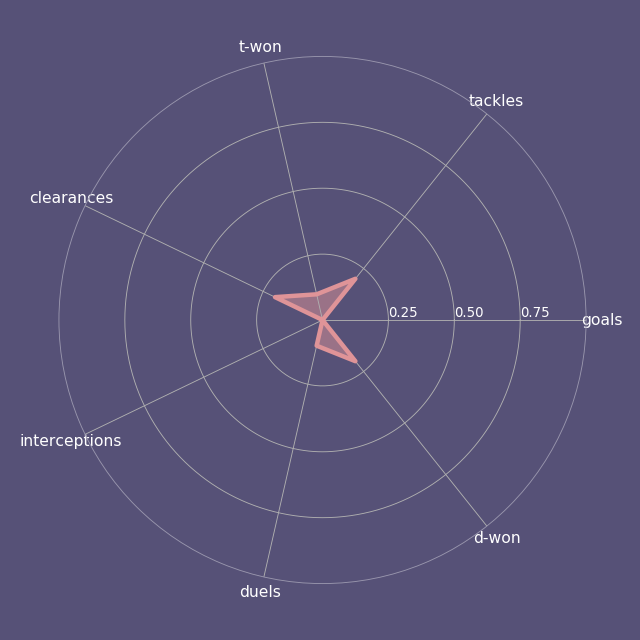 t-won
tackles
clearances
0.25
0.50
0.75
goals
interceptions
d-won
duels